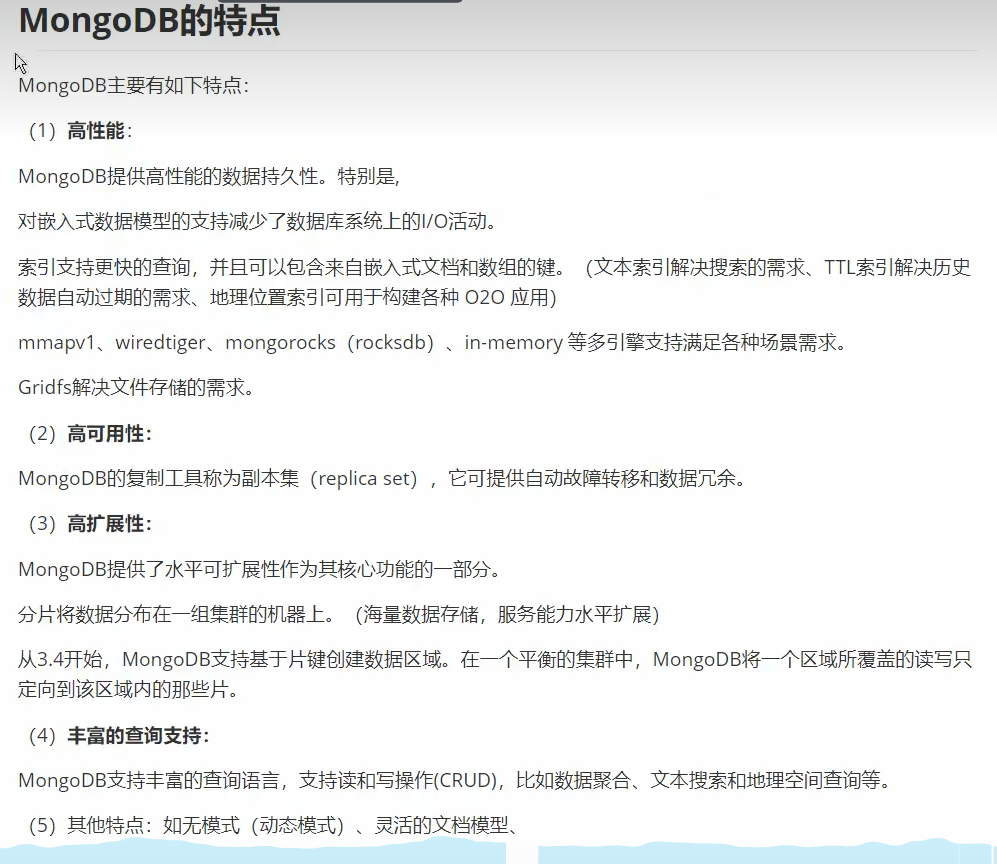 MongoDB的特点
MongoDB主要有如下特点：
（1）高性能：
MongoDB提供高性能的数据持久性。特别是,
对嵌入式数据模型的支持减少了数据库系统上的I/O活动。
索引支持更快的查询，并且可以包含来自嵌入式文档和数组的键。（文本索引解决搜索的需求、TTL索引解决历史
数据自动过期的需求、地理位置索引可用于构建各种 O2O 应用）
mmapv1、wiredtiger、mongorocks（rocksdb）、in-memory 等多引擎支持满足各种场景需求。
Gridfs解决文件存储的需求。
（2）高可用性：
MongoDB的复制工具称为副本集（replica set），它可提供自动故障转移和数据冗余。
（3）高扩展性：
MongoDB提供了水平可扩展性作为其核心功能的一部分。
分片将数据分布在一组集群的机器上。（海量数据存储，服务能力水平扩展）
从3.4开始，MongoDB支持基于片键创建数据区域。在一个平衡的集群中，MongoDB将一个区域所覆盖的读写只
定向到该区域内的那些片。
（4）丰富的查询支持：
MongoDB支持丰富的查询语言，支持读和写操作(CRUD)，比如数据聚合、文本搜索和地理空间查询等。
（5）其他特点：如无模式（动态模式）、灵活的文档模型、